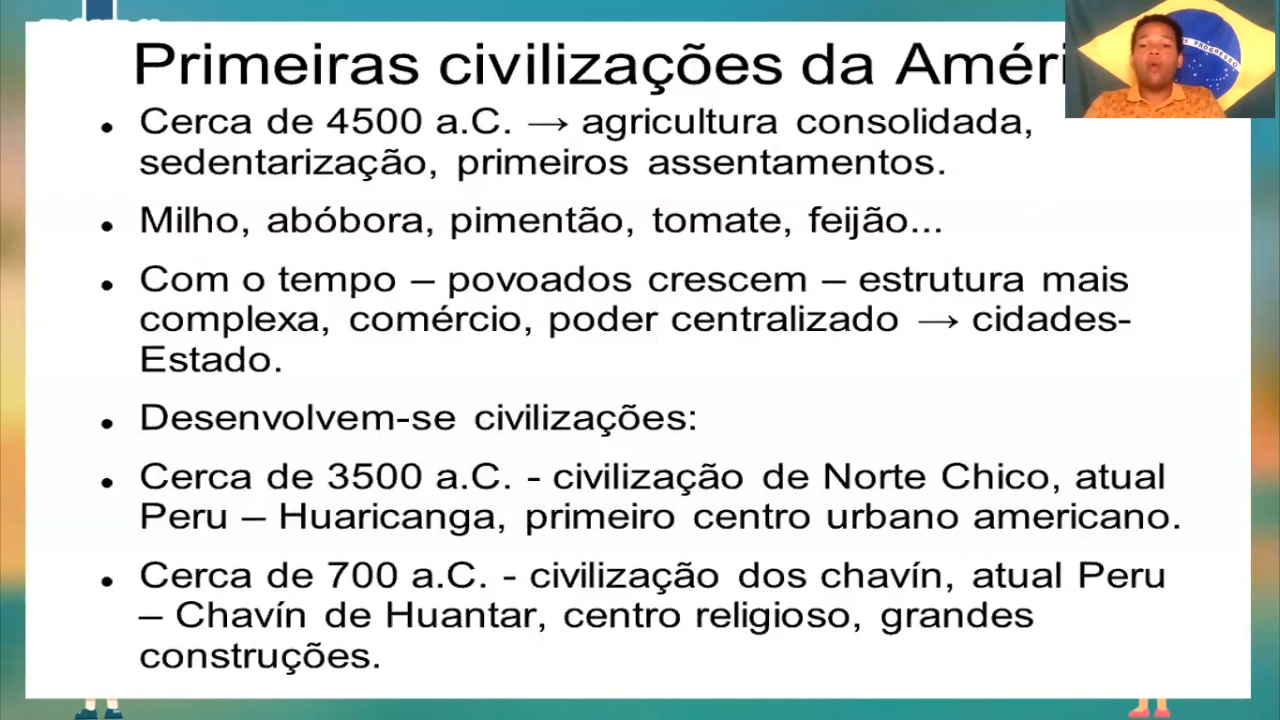 Primeiras civilizações da Améri
Cerca de 4500 a.C. → agricultura consolidada,
sedentarização, primeiros assentamentos.
Milho, abóbora, pimentão, tomate, feijão...
Com o tempo – povoados crescem – estrutura mais
complexa, comércio, poder centralizado → cidades-
Estado.
Desenvolvem-se civilizações:
Cerca de 3500 a.C. - civilização de Norte Chico, atual
Peru – Huaricanga, primeiro centro urbano americano.
Cerca de 700 a.C. - civilização dos chavín, atual Peru
– Chavín de Huantar, centro religioso, grandes
construções.
PROGRESSO